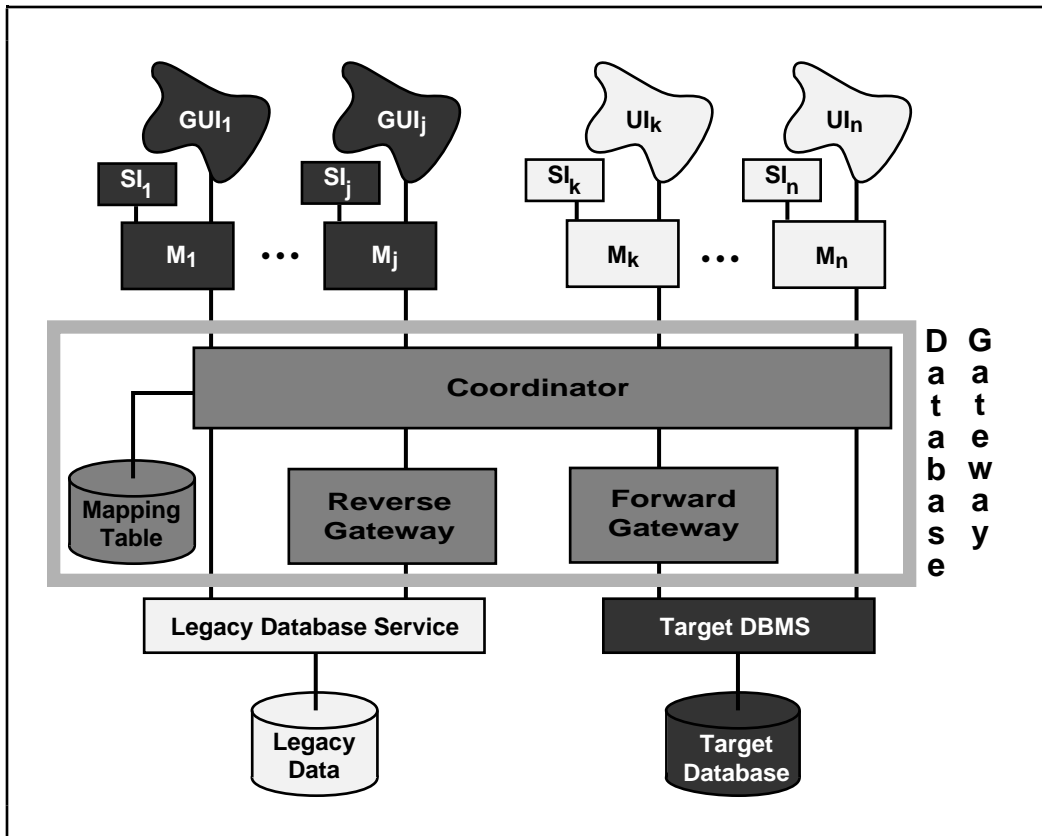 GUI1
GUIj
UIk
UIn
SI1
SIj
SIk
SIn
M1
•••
Mj
Mk
•••
Mn
Database
Gateway
Coordinator
Mapping
Table
Reverse
Gateway
Forward
Gateway
Legacy Database Service
Target DBMS
Legacy
Data
Target
Database